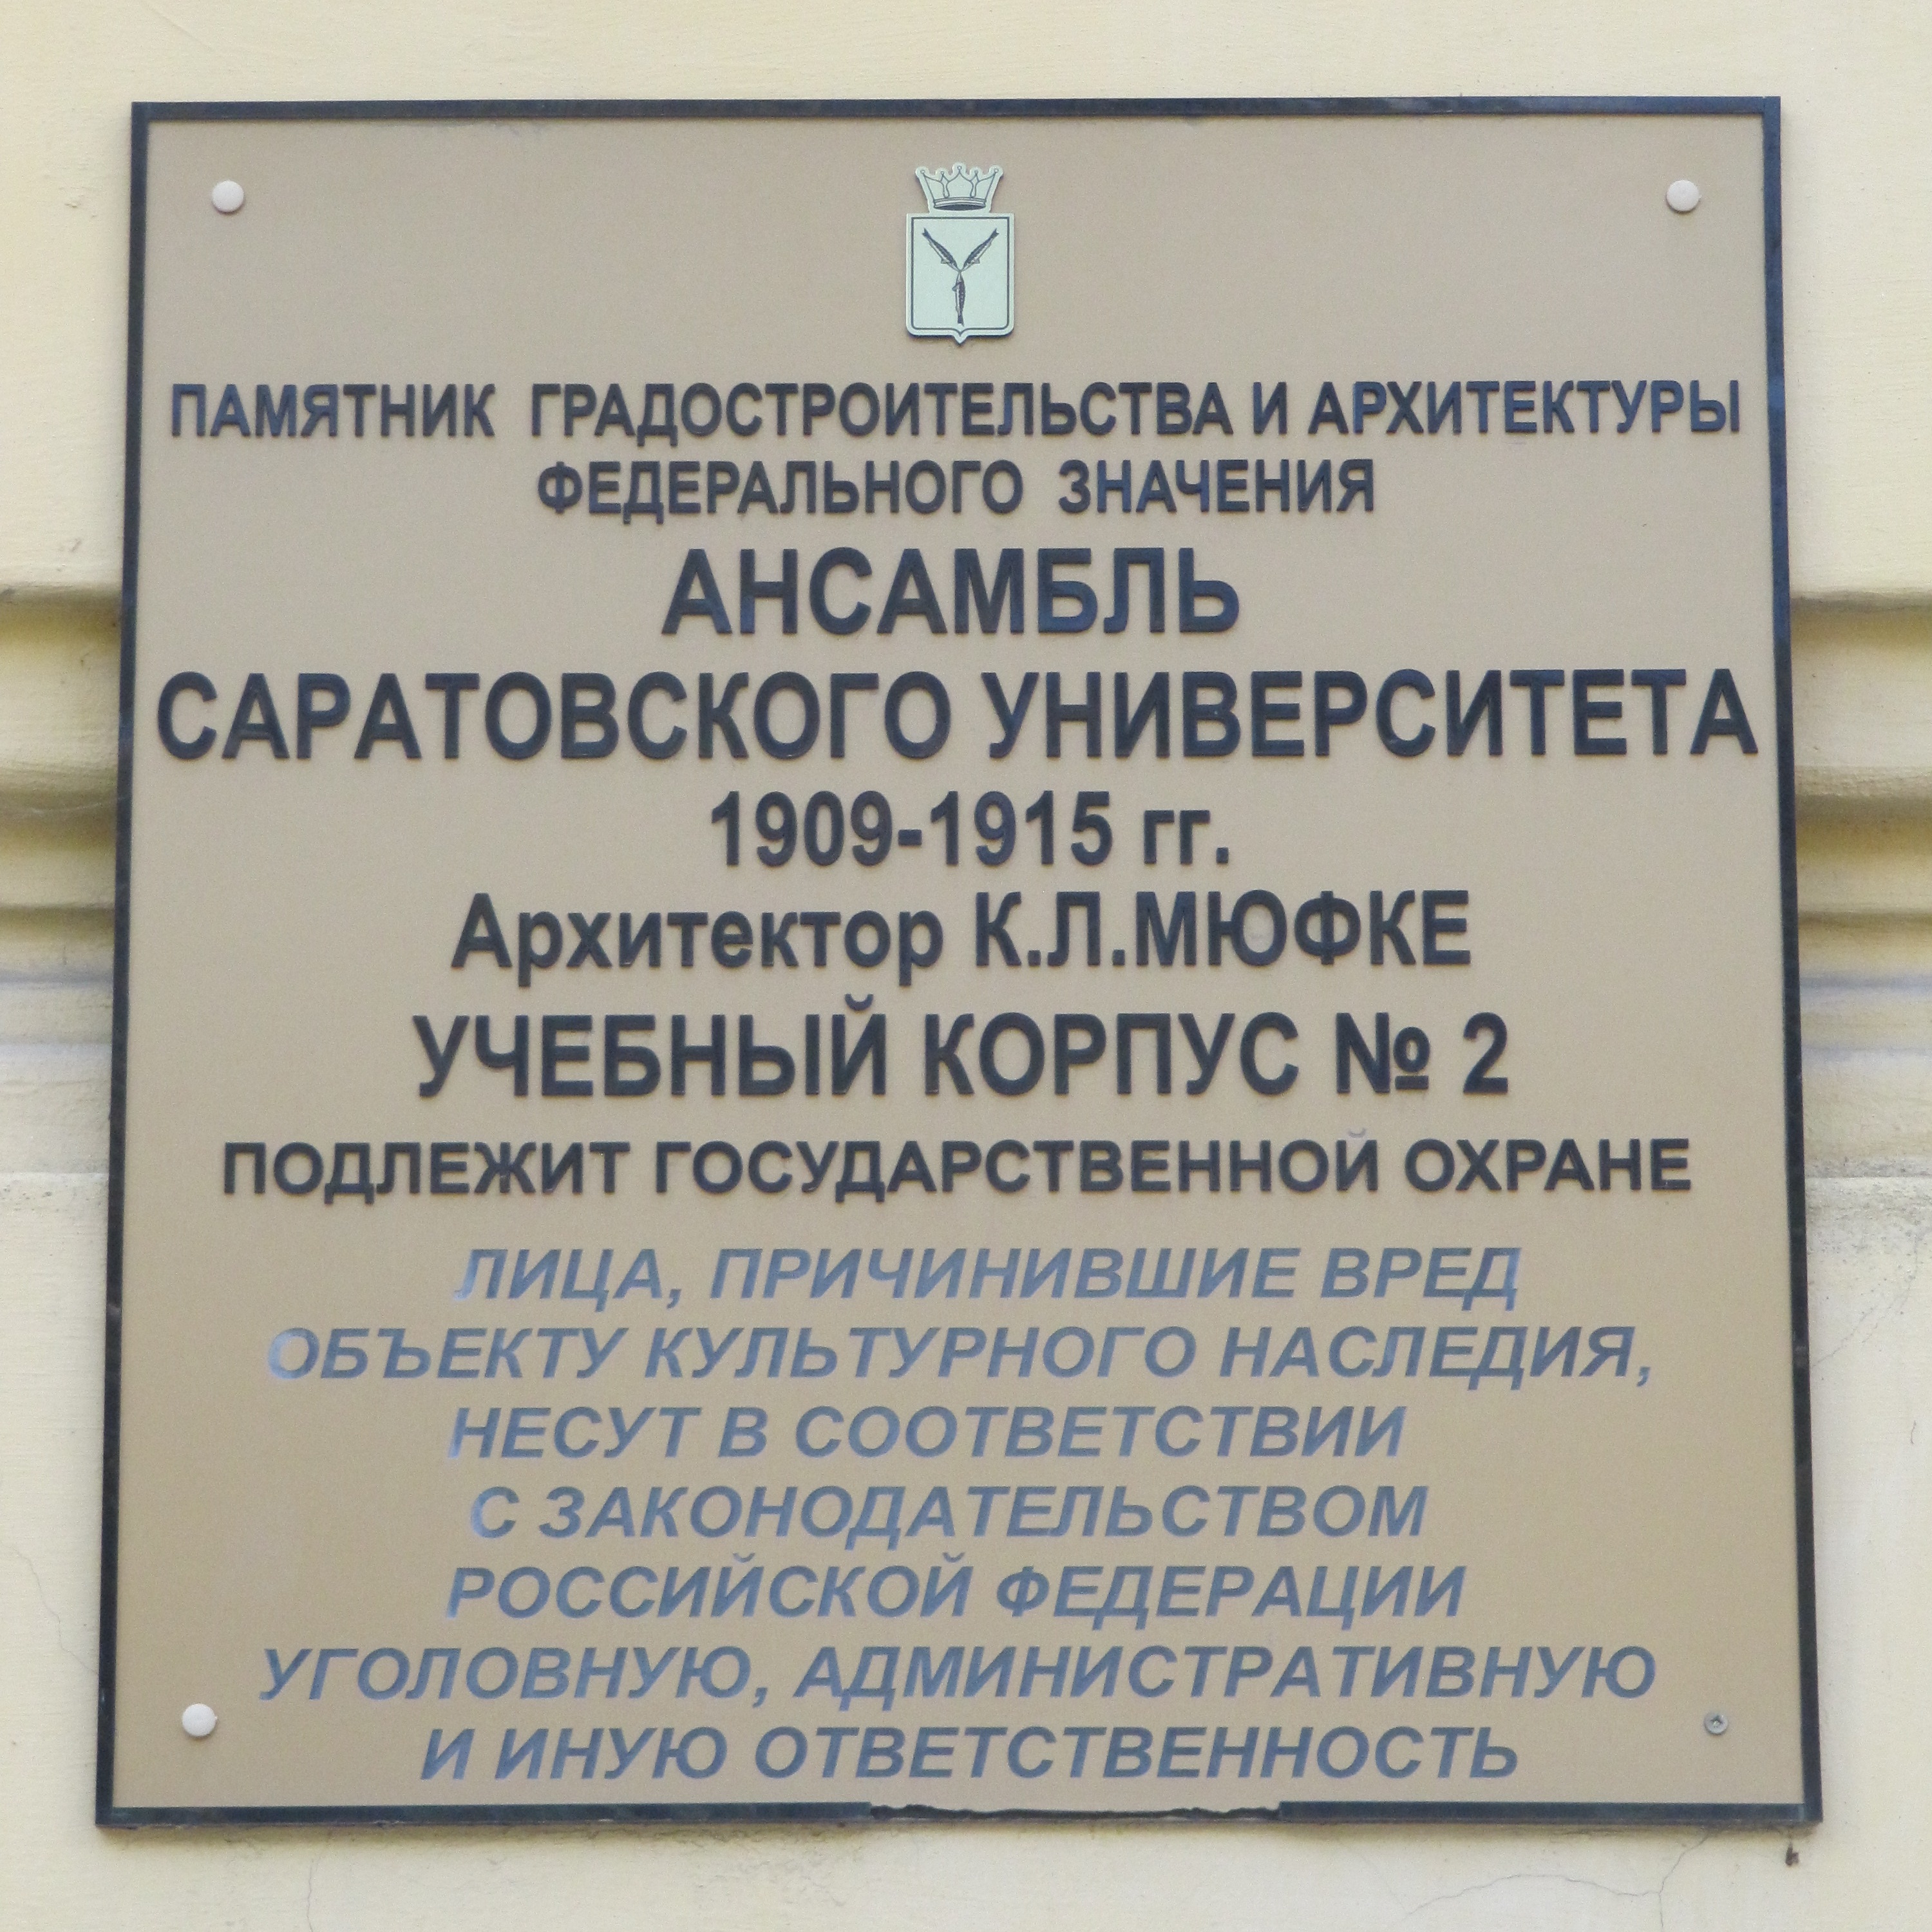 ПАМЯТНИК ГРАДОСТРОИТЕЛЬСТВА И АРХИТЕКТУРЫ
ФЕДЕРАЛЬНОГО ЗНАЧЕНИЯ
АНСАМБЛЬ
САРАТОВСКОГО УНИВЕРСИТЕТА
1909-1915 гг.
Архитектор К.Л.МЮФКЕ
УЧЕБНЫЙ КОРПУС № 2
ПОДЛЕЖИТ ГОСУДАРСТВЕННОЙ ОХРАНЕ
ЛИЦА, ПРИЧИНИВШИЕ ВРЕД
ОБЪЕКТУ КУЛЬТУРНОГО НАСЛЕДИЯ,
НЕСУТ В СООТВЕТСТВИИ
С ЗАКОНОДАТЕЛЬСТВОМ
РОССИЙСКОЙ ФЕДЕРАЦИИ
УГОЛОВНУЮ, АДМИНИСТРАТИВНУЮ
И ИНУЮ ОТВЕТСТВЕННОСТЬ